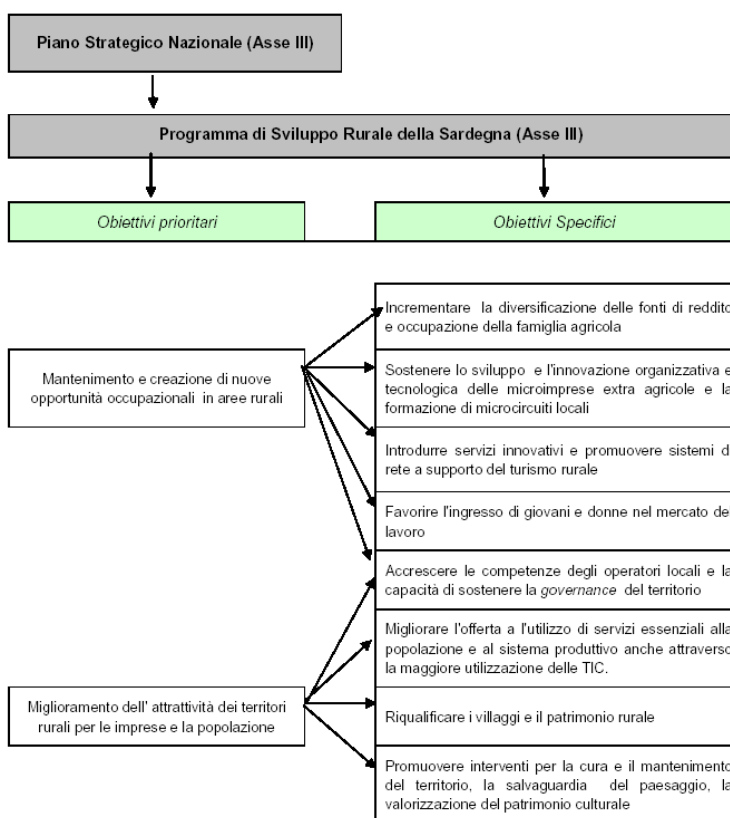 Piano Strategico Nazionale (Asse III)
Programma di Sviluppo Rurale della Sardegna (Asse III)
Obiettivi prioritari
Obiettivi Specifici
Incrementare la diversificazione delle fonti di reddito
e occupazione della famiglia agricola
Mantenimento e creazione di nuove
opportunità occupazionali in aree rurali
Sostenere lo sviluppo e l'innovazione organizzativa e
tecnologica delle microimprese extra agricole e la
formazione di microcircuiti locali
Introdurre servizi innovativi e promuovere sistemi di
rete a supporto del turismo rurale
Favorire l'ingresso di giovani e donne nel mercato del
lavoro
Accrescere le competenze degli operatori locali e la
capacità di sostenere la governance del territorio
Migliorare l'offerta a l'utilizzo di servizi essenziali alla
popolazione e al sistema produttivo anche attraverso
la maggiore utilizzazione delle TIC.
Miglioramento dell' attrattività dei territori
rurali per le imprese e la popolazione
Riqualificare i villaggi e il patrimonio rurale
Promuovere interventi per la cura e il mantenimento
del territorio, la salvaguardia del paesaggio, la
valorizzazione del patrimonio culturale